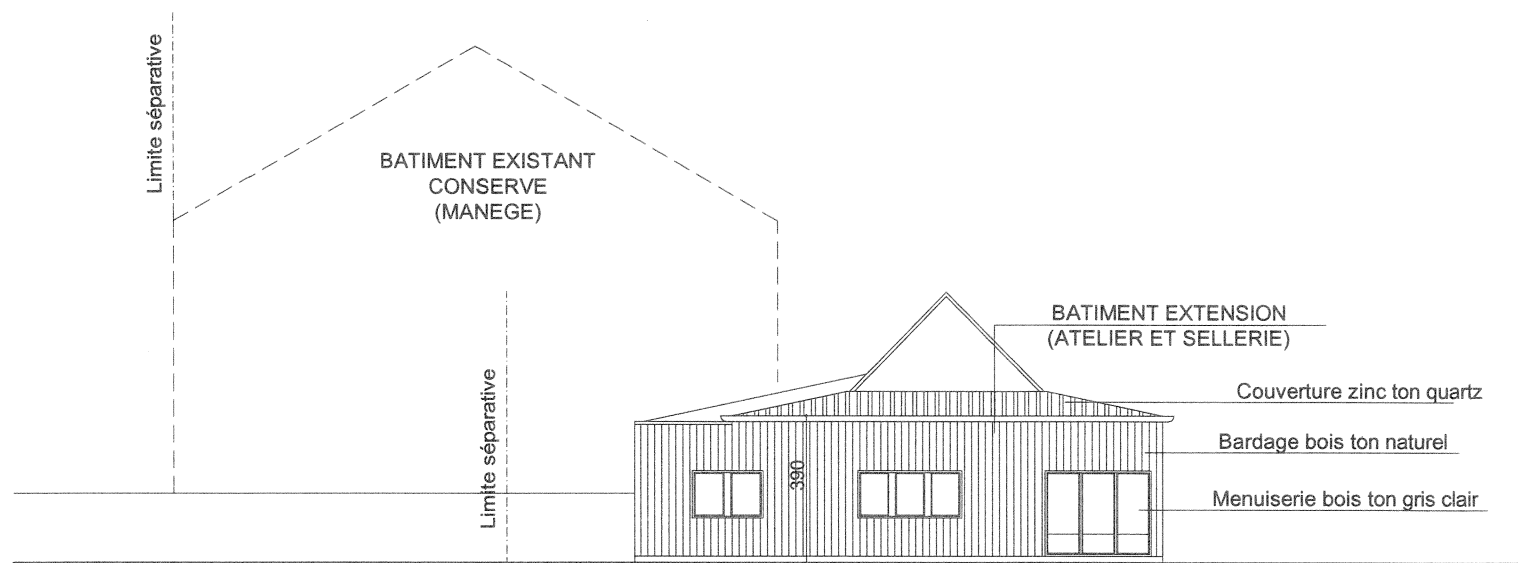 Limite séparative
BATIMENT EXISTANT
CONSERVE
(MANEGE)
Limite séparative
BATIMENT EXTENSION
(ATELIER ET SELLERIE)
Couverture zinc ton quartz
Bardage bois ton naturel
390
Menuiserie bois ton gris clair